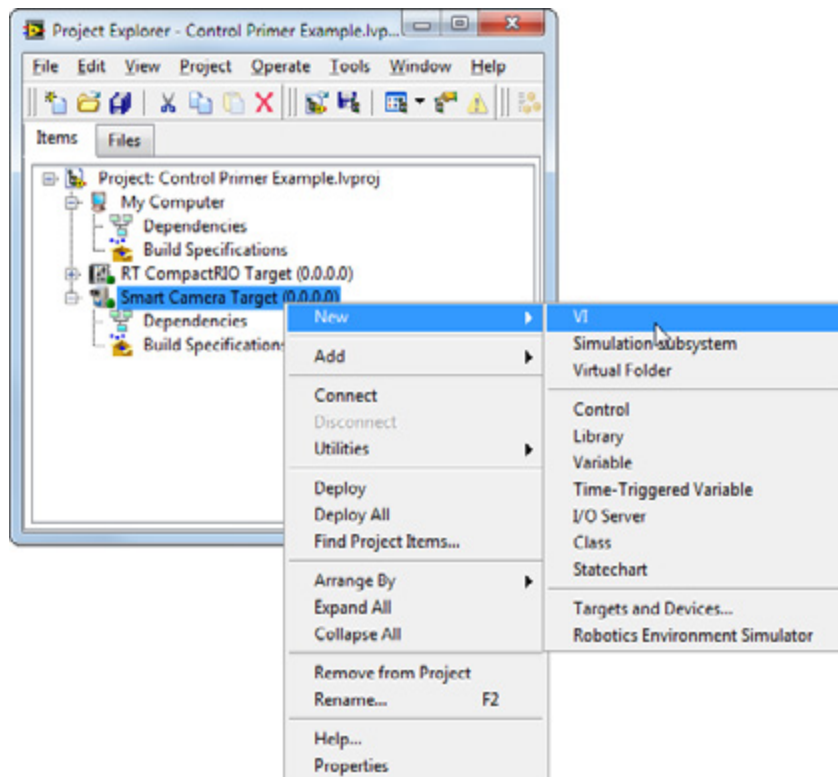 Project Explorer - Control Primer Example.lvp...
File Edit View Project Operate Tools Window Help
Items Files
Project: Control Primer Example.lvproj
My Computer
Dependencies
Build Specifications
RT CompactRIO Target (0.0.0.0)
Smart Camera Target (0.0.0.0)
Dependencies
Build Specifications
New
Add
Connect
Disconnect
Utilities
Deploy
Deploy All
Find Project Items...
Arrange By
Expand All
Collapse All
Remove from Project
Rename... F2
Help...
Properties
VI
Simulation Subsystem
Virtual Folder
Control
Library
Variable
Time-Triggered Variable
I/O Server
Class
Statechart
Targets and Devices...
Robotics Environment Simulator